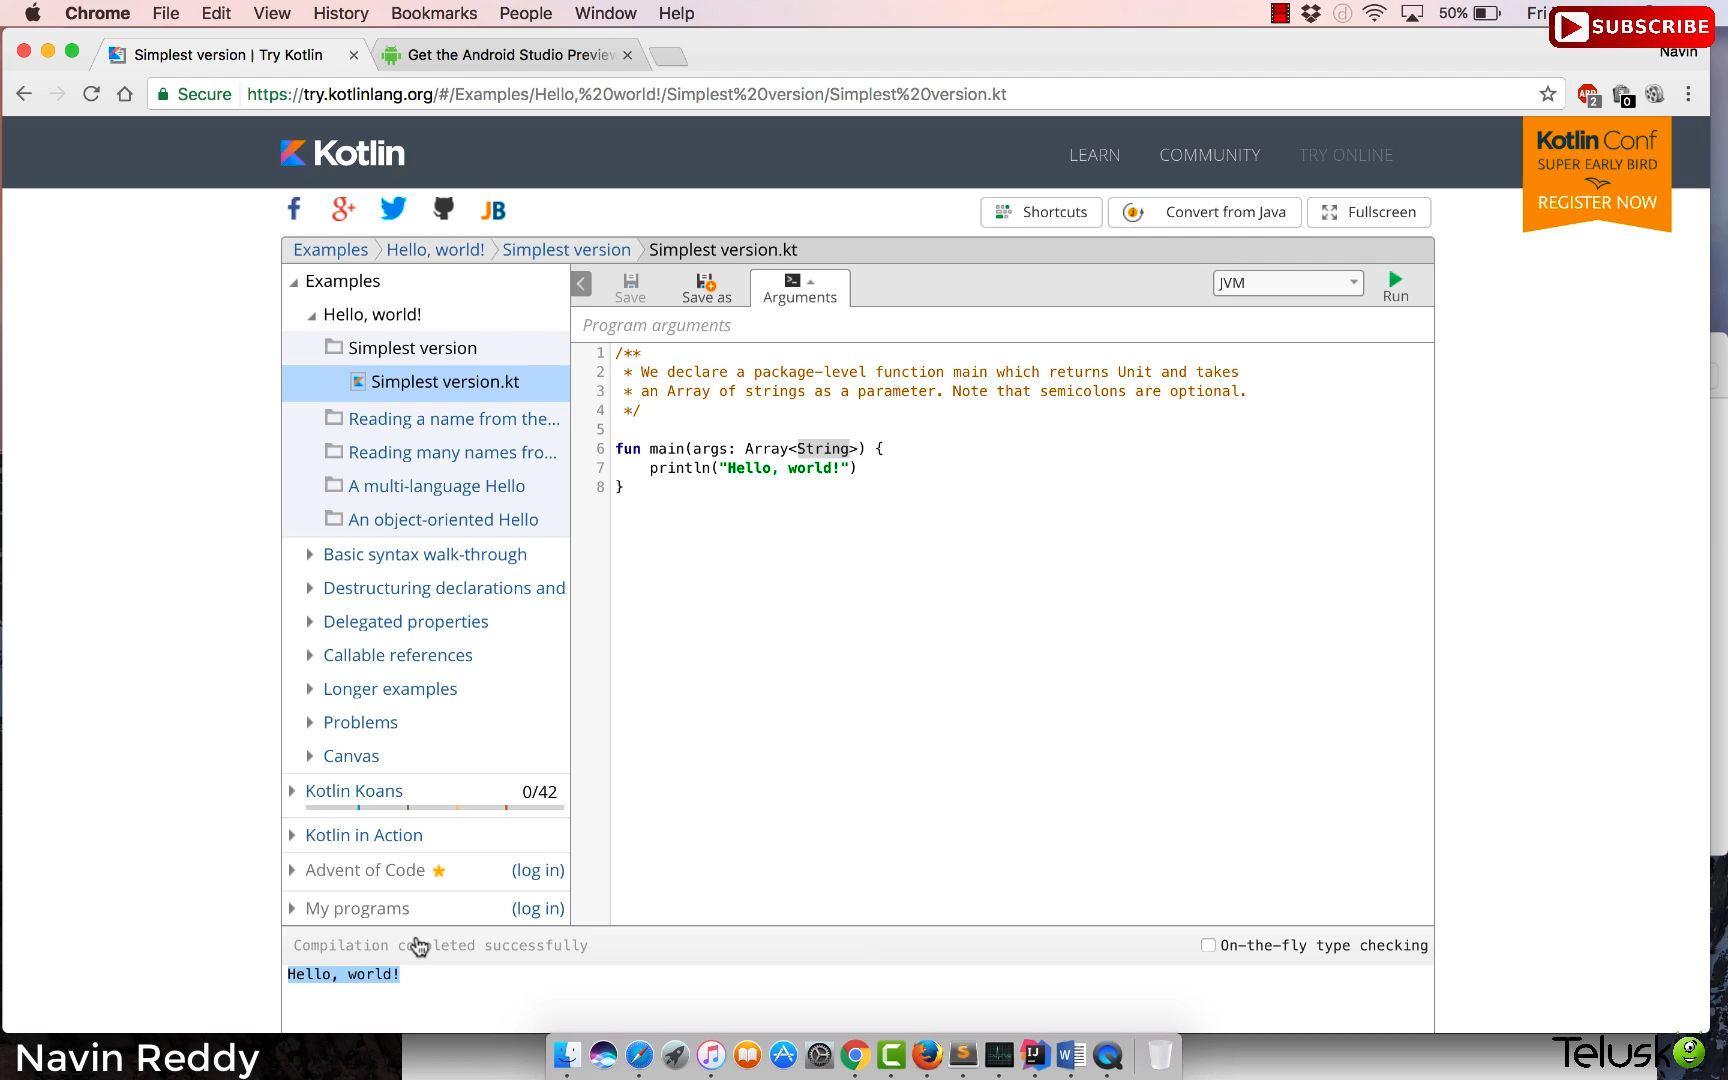 Chrome File Edit View History Bookmarks People Window Help
50% Fri
SUBSCRIBE
Simplest version | Try Kotlin
Get the Android Studio Preview
Navin
Secure https://try.kotlinlang.org/#/Examples/Hello,%20world!/Simplest%20version/Simplest%20version.kt
ABP 2 0
Kotlin
LEARN COMMUNITY TRY ONLINE
Kotlin Conf
SUPER EARLY BIRD
REGISTER NOW
f g+ JB
Shortcuts Convert from Java Fullscreen
Examples Hello, world! Simplest version Simplest version.kt
Examples
Hello, world!
Simplest version
Simplest version.kt
Reading a name from the...
Reading many names fro...
A multi-language Hello
An object-oriented Hello
Basic syntax walk-through
Destructuring declarations and
Delegated properties
Callable references
Longer examples
Problems
Canvas
Kotlin Koans 0/42
Kotlin in Action
Advent of Code (log in)
My programs (log in)
Save Save as Arguments
JVM Run
Program arguments
1 /**
2 * We declare a package-level function main which returns Unit and takes
3 * an Array of strings as a parameter. Note that semicolons are optional.
4 */
5
6 fun main(args: Array<String>) {
7 println("Hello, world!")
8 }
Compilation completed successfully
On-the-fly type checking
Hello, world!
Navin Reddy
Telusko